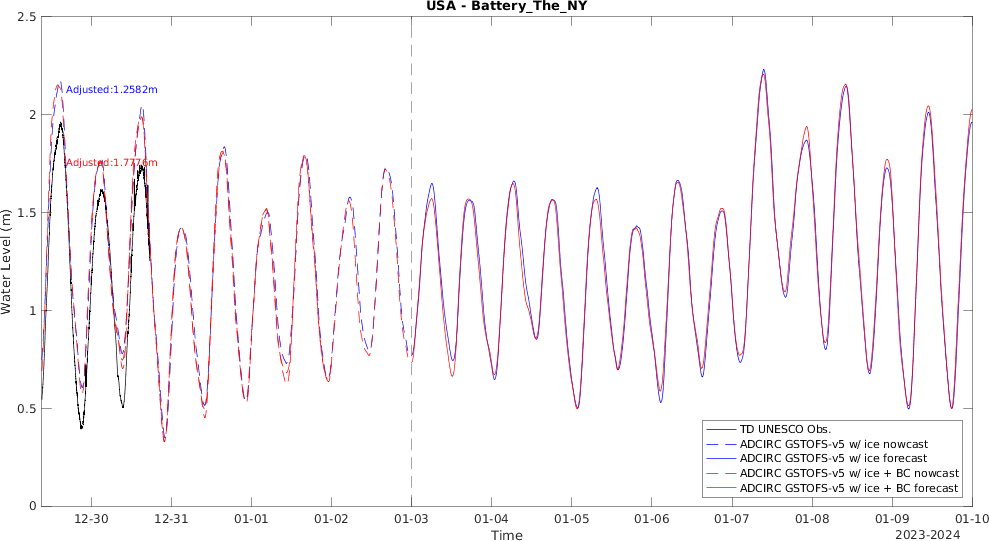 USA - Battery_The_NY
2.5
2
1.5
1
0.5
0
Water Level (m)
Adjusted:1.2582m
Adjusted:1.7776m
TD UNESCO Obs.
ADCIRC GSTOFS-v5 w/ ice nowcast
ADCIRC GSTOFS-v5 w/ ice forecast
ADCIRC GSTOFS-v5 w/ ice + BC nowcast
ADCIRC GSTOFS-v5 w/ ice + BC forecast
12-30 12-31 01-01 01-02 01-03 01-04 01-05 01-06 01-07 01-08 01-09 01-10
Time
2023-2024